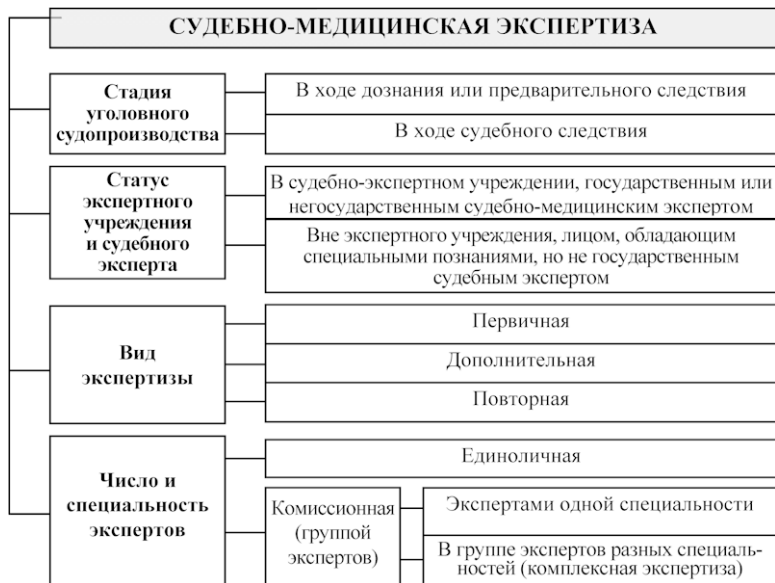 СУДЕБНО-МЕДИЦИНСКАЯ ЭКСПЕРТИЗА
Стадия
уголовного
судопроизводства
В ходе дознания или предварительного следствия
В ходе судебного следствия
Статус
экспертного
учреждения
и судебного
эксперта
В судебно-экспертном учреждении, государственным или
негосударственным судебно-медицинским экспертом
Вне экспертного учреждения, лицом, обладающим
специальными познаниями, но не государственным
судебным экспертом
Вид
экспертизы
Первичная
Дополнительная
Повторная
Число и
специальность
экспертов
Единоличная
Комиссионная
(группой
экспертов)
Экспертами одной специальности
В группе экспертов разных специаль-
ностей (комплексная экспертиза)